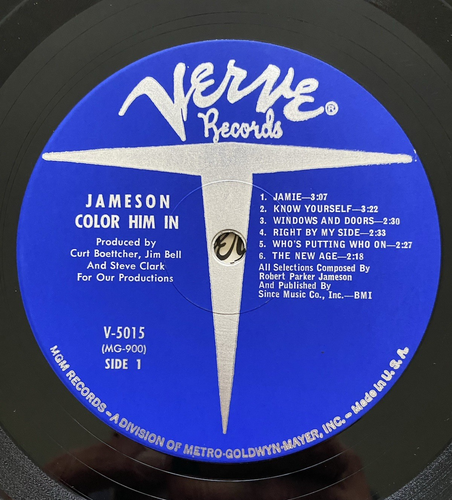 VERVE®
Records
JAMESON
COLOR HIM IN
Produced by
Curt Boettcher, Jim Bell
And Steve Clark
For Our Productions
V-5015
(MG-900)
SIDE 1
1. JAMIE—3:07
2. KNOW YOURSELF—3:22
3. WINDOWS AND DOORS—2:30
4. RIGHT BY MY SIDE—2:33
5. WHO'S PUTTING WHO ON—2:27
6. THE NEW AGE—2:18
All Selections Composed By
Robert Parker Jameson
And Published By
Since Music Co., Inc.—BMI
MGM RECORDS—A DIVISION OF METRO-GOLDWYN-MAYER, INC.—Made in U.S.A.